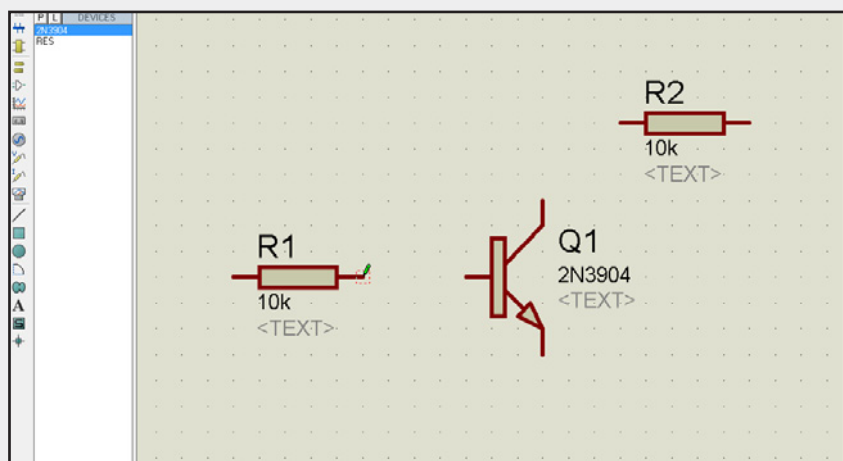 P L DEVICES
2N3904
RES
R2
10k
<TEXT>
R1
10k
<TEXT>
Q1
2N3904
<TEXT>
A